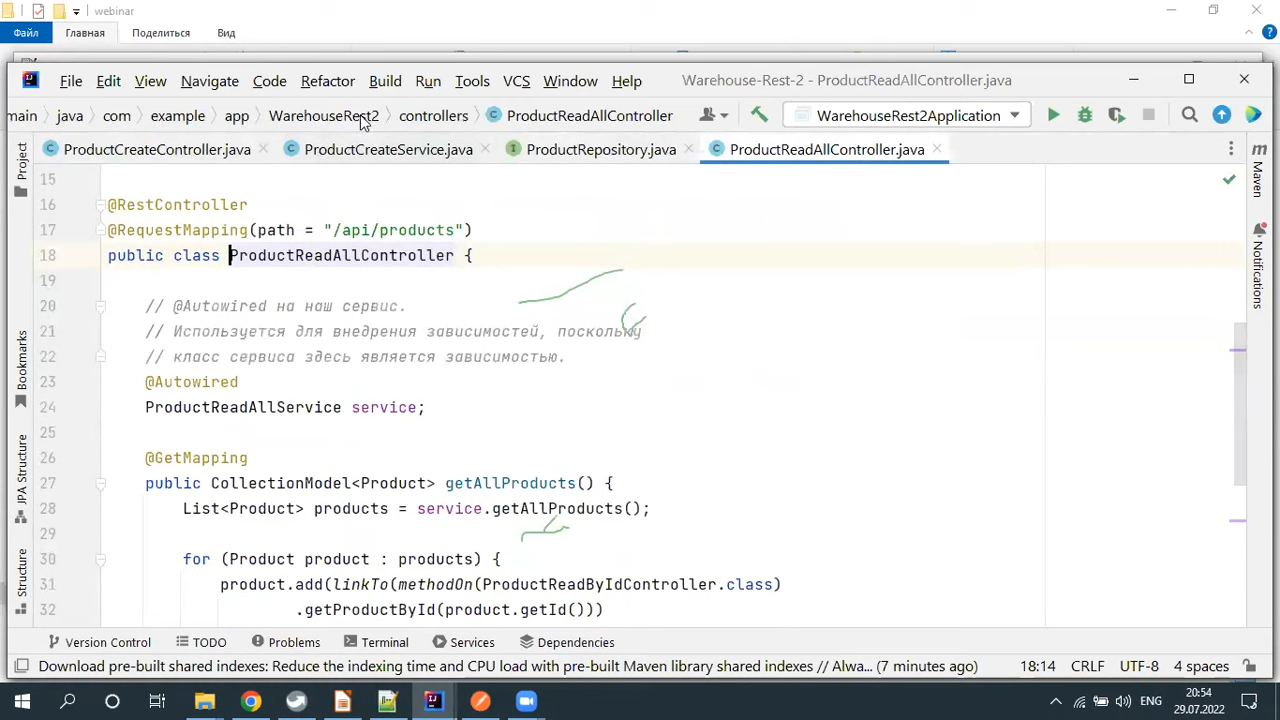 webinar
Файл Главная Поделиться Вид
File Edit View Navigate Code Refactor Build Run Tools VCS Window Help Warehouse-Rest-2 - ProductReadAllController.java
main java com example app WarehouseRest2 controllers ProductReadAllController WarehouseRest2Application
ProductCreateController.java ProductCreateService.java ProductRepository.java ProductReadAllController.java
Project
Bookmarks
JPA Structure
Structure
Maven
Notifications
15
16 @RestController
17 @RequestMapping(path = "/api/products")
18 public class ProductReadAllController {
19
20 // @Autowired на наш сервис.
21 // Используется для внедрения зависимостей, поскольку
22 // класс сервиса здесь является зависимостью.
23 @Autowired
24 ProductReadAllService service;
25
26 @GetMapping
27 public CollectionModel<Product> getAllProducts() {
28 List<Product> products = service.getAllProducts();
29
30 for (Product product : products) {
31 product.add(linkTo(methodOn(ProductReadByIdController.class)
32 .getProductById(product.getId()))
Version Control TODO Problems Terminal Services Dependencies
Download pre-built shared indexes: Reduce the indexing time and CPU load with pre-built Maven library shared indexes // Alwa... (7 minutes ago) 18:14 CRLF UTF-8 4 spaces
ENG 20:54
29.07.2022